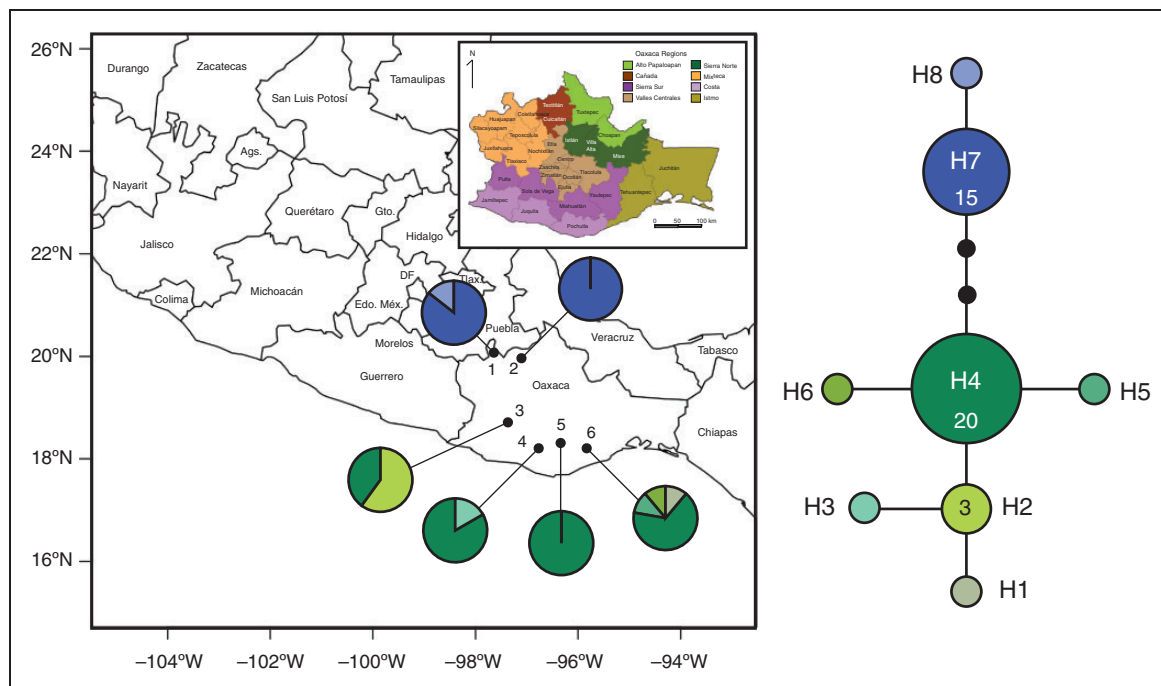 26°N
24°N
22°N
20°N
18°N
16°N
–104°W
–102°W
–100°W
–98°W
–96°W
–94°W
Durango
Zacatecas
San Luis Potosí
Tamaulipas
Ags.
Nayarit
Jalisco
Querétaro
Gto.
Hidalgo
DF
Tlax.
Colima
Michoacán
Edo. Méx.
Morelos
Puebla
Veracruz
Guerrero
Oaxaca
Tabasco
Chiapas
1
2
3
4
5
6
N
Oaxaca Regions
Alto Papaloapan
Cañada
Sierra Sur
Valles Centrales
Sierra Norte
Mixteca
Costa
Istmo
Teotitlán
Cuicatlán
Tuxtepec
Choapan
Huajuapan
Silacayoapam
Teposcolula
Juxtlahuaca
Nochixtlán
Tlaxiaco
Etla
Ixtlán
Villa
Alta
Mixe
Centro
Zaachila
Zimatlán
Ocotlán
Tlacolula
Ejutla
Putla
Sola de Vega
Yautepec
Tehuantepec
Juchitán
Jamiltepec
Juquila
Miahuatlán
Pochutla
0 50 100 km
H8
H7
15
H6
H4
20
H5
H3
3
H2
H1